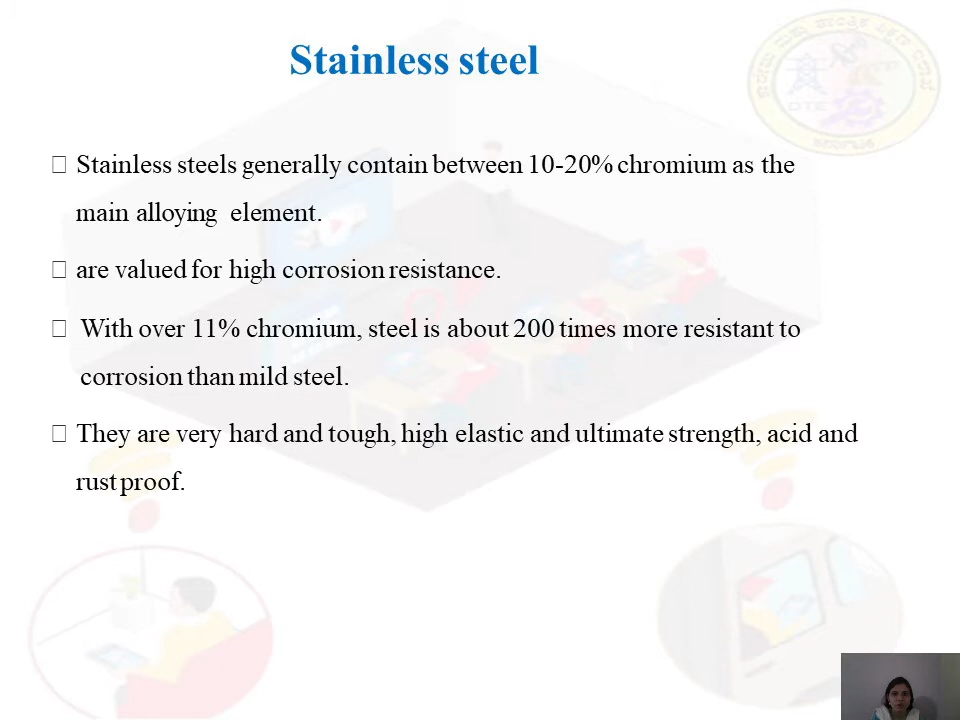 Stainless steel
Stainless steels generally contain between 10-20% chromium as the
main alloying element.
are valued for high corrosion resistance.
With over 11% chromium, steel is about 200 times more resistant to
corrosion than mild steel.
They are very hard and tough, high elastic and ultimate strength, acid and
rust proof.
DTE